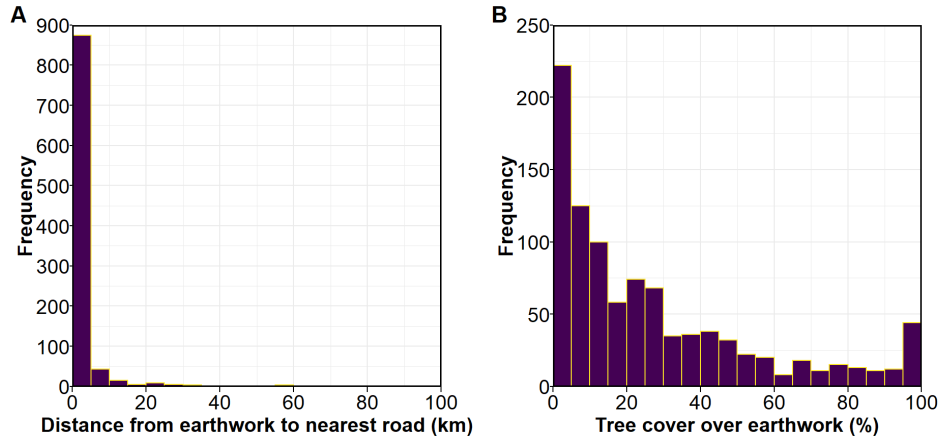 A
Frequency
900
800
700
600
500
400
300
200
100
0
0 20 40 60 80 100
Distance from earthwork to nearest road (km)
B
Frequency
250
200
150
100
50
0
0 20 40 60 80 100
Tree cover over earthwork (%)